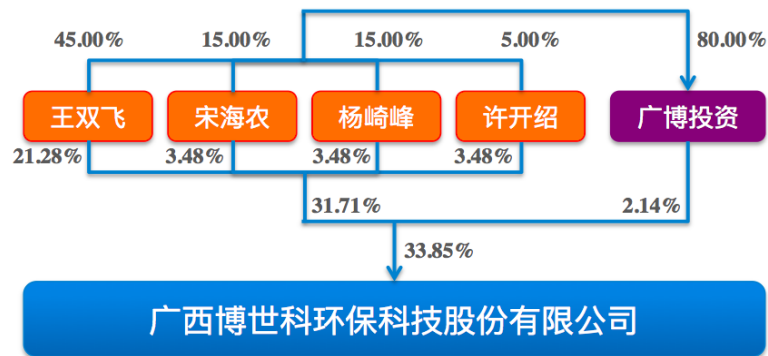 45.00% 15.00% 15.00% 5.00% 80.00%
王双飞 宋海农 杨崎峰 许开绍 广博投资
21.28% 3.48% 3.48% 3.48%
31.71% 2.14%
33.85%
广西博世科环保科技股份有限公司